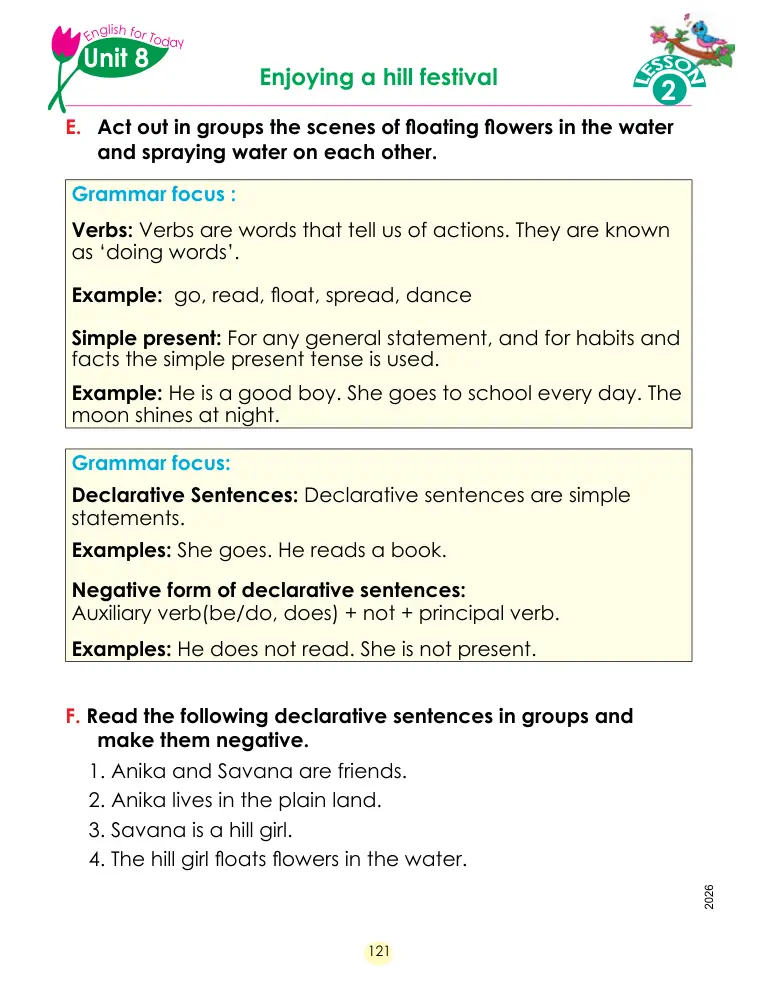 English for Today
Unit 8
Enjoying a hill festival
LESSON
2
E. Act out in groups the scenes of floating flowers in the water
and spraying water on each other.
Grammar focus :
Verbs: Verbs are words that tell us of actions. They are known
as ‘doing words’.
Example: go, read, float, spread, dance
Simple present: For any general statement, and for habits and
facts the simple present tense is used.
Example: He is a good boy. She goes to school every day. The
moon shines at night.
Grammar focus:
Declarative Sentences: Declarative sentences are simple
statements.
Examples: She goes. He reads a book.
Negative form of declarative sentences:
Auxiliary verb(be/do, does) + not + principal verb.
Examples: He does not read. She is not present.
F. Read the following declarative sentences in groups and
make them negative.
1. Anika and Savana are friends.
2. Anika lives in the plain land.
3. Savana is a hill girl.
4. The hill girl floats flowers in the water.
2026
121